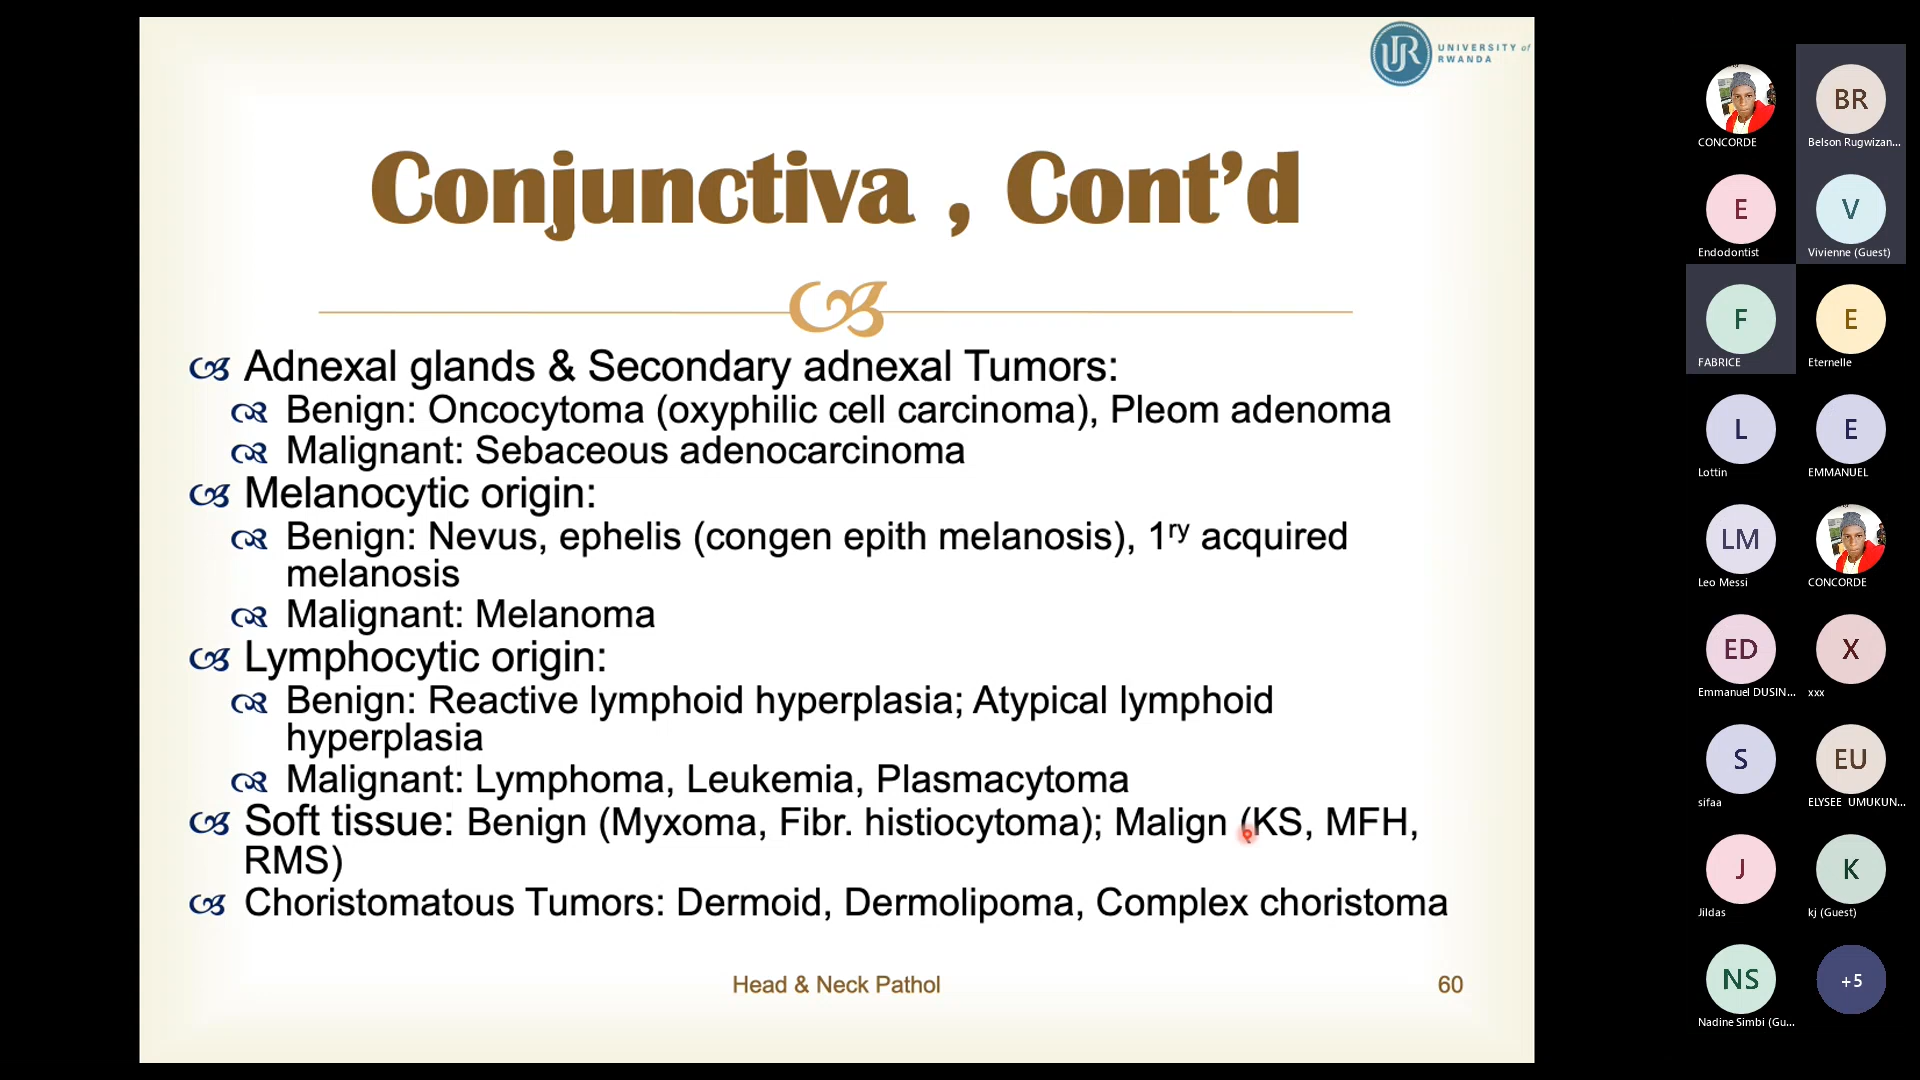 UNIVERSITY of
RWANDA
Conjunctiva , Cont’d
Adnexal glands & Secondary adnexal Tumors:
Benign: Oncocytoma (oxyphilic cell carcinoma), Pleom adenoma
Malignant: Sebaceous adenocarcinoma
Melanocytic origin:
Benign: Nevus, ephelis (congen epith melanosis), 1ry acquired
melanosis
Malignant: Melanoma
Lymphocytic origin:
Benign: Reactive lymphoid hyperplasia; Atypical lymphoid
hyperplasia
Malignant: Lymphoma, Leukemia, Plasmacytoma
Soft tissue: Benign (Myxoma, Fibr. histiocytoma); Malign (KS, MFH,
RMS)
Choristomatous Tumors: Dermoid, Dermolipoma, Complex choristoma
Head & Neck Pathol
60
CONCORDE
BR
Belson Rugwizan...
E
Endodontist
V
Vivienne (Guest)
F
FABRICE
E
Eternelle
L
Lottin
E
EMMANUEL
LM
Leo Messi
CONCORDE
ED
Emmanuel DUSIN...
X
xxx
S
sifaa
EU
ELYSEE UMUKUN...
J
Jildas
K
kj (Guest)
NS
Nadine Simbi (Gu...
+5